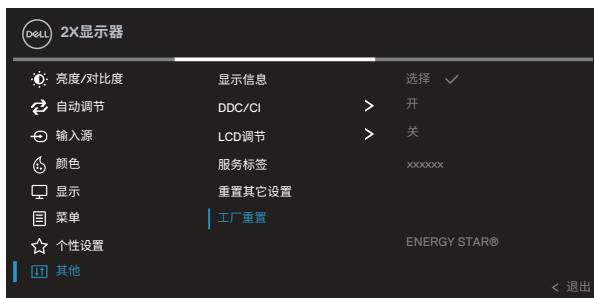 DELL 2X显示器
亮度/对比度 显示信息 选择
自动调节 DDC/CI > 开
输入源 LCD调节 > 关
颜色 服务标签 xxxxxx
显示 重置其它设置
菜单 工厂重置
个性设置 ENERGY STAR®
其他
< 退出